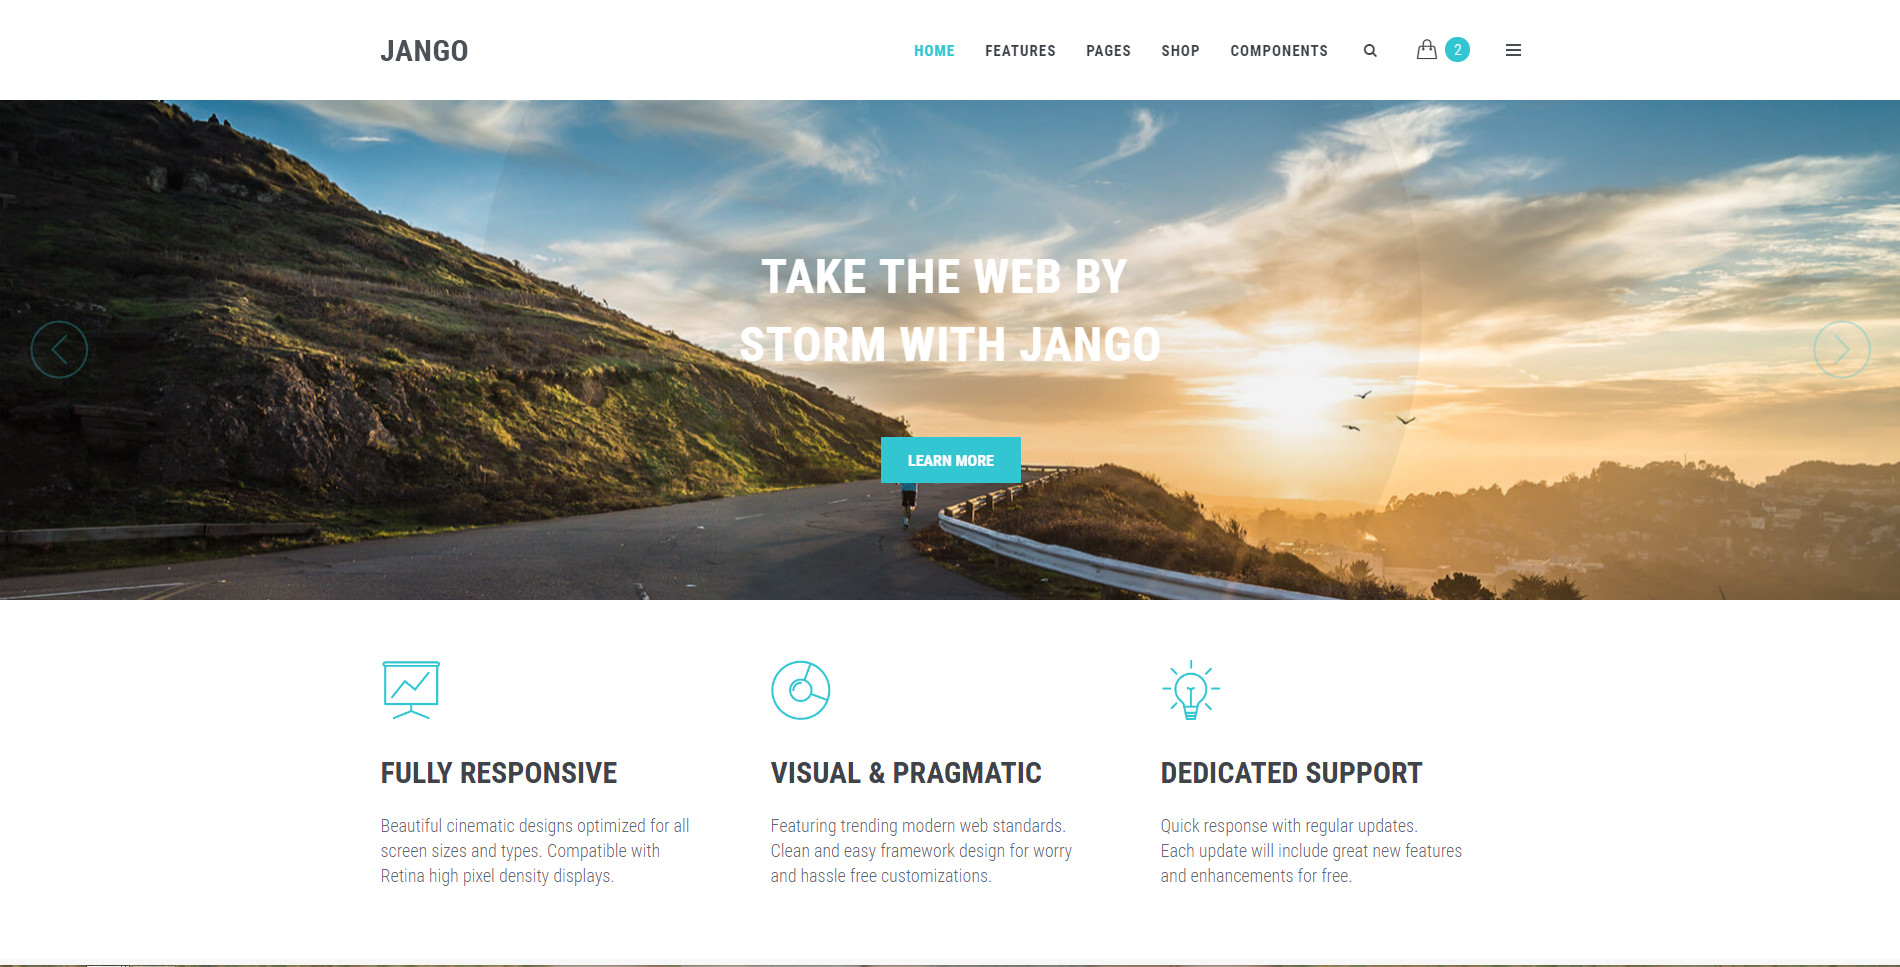 JANGO
HOME FEATURES PAGES SHOP COMPONENTS 2
TAKE THE WEB BY
STORM WITH JANGO
LEARN MORE
FULLY RESPONSIVE
Beautiful cinematic designs optimized for all
screen sizes and types. Compatible with
Retina high pixel density displays.
VISUAL & PRAGMATIC
Featuring trending modern web standards.
Clean and easy framework design for worry
and hassle free customizations.
DEDICATED SUPPORT
Quick response with regular updates.
Each update will include great new features
and enhancements for free.